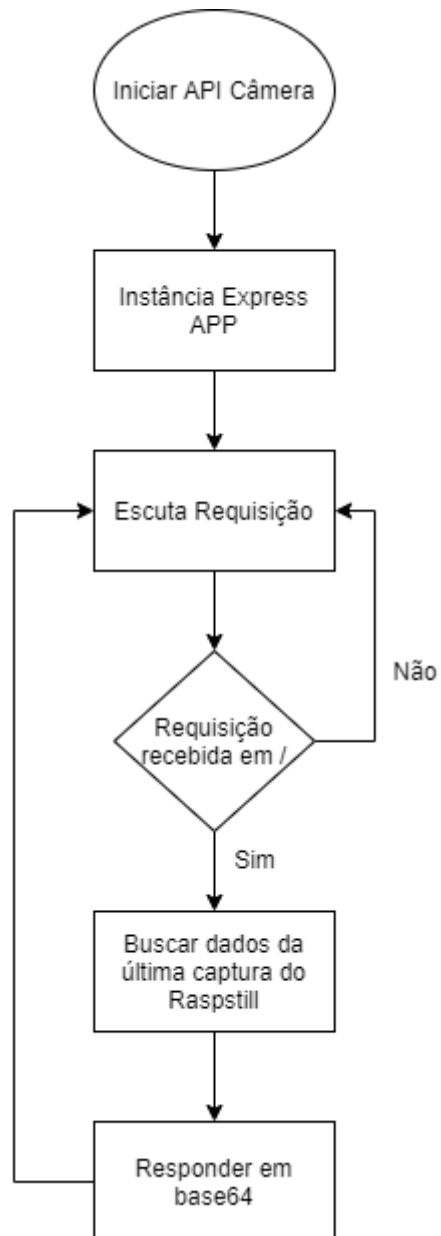 Iniciar API Câmera
Instância Express
APP
Escuta Requisição
Não
Requisição
recebida em /
Sim
Buscar dados da
última captura do
Raspstill
Responder em
base64